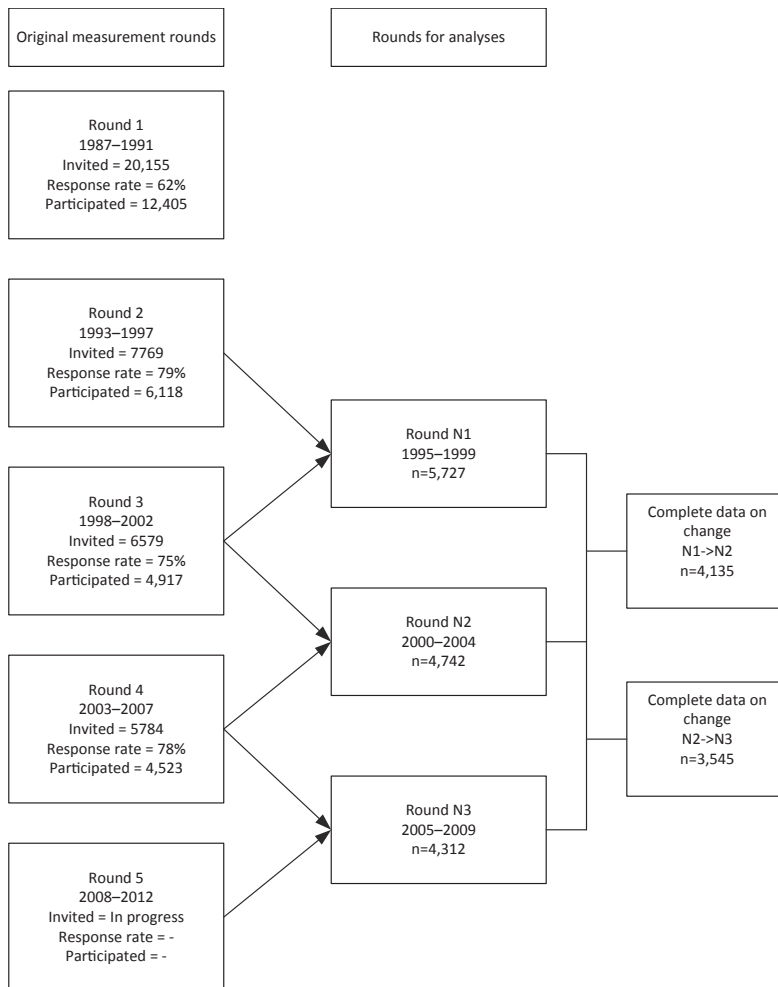 Original measurement rounds
Rounds for analyses
Round 1
1987–1991
Invited = 20,155
Response rate = 62%
Participated = 12,405
Round 2
1993–1997
Invited = 7769
Response rate = 79%
Participated = 6,118
Round 3
1998–2002
Invited = 6579
Response rate = 75%
Participated = 4,917
Round 4
2003–2007
Invited = 5784
Response rate = 78%
Participated = 4,523
Round 5
2008–2012
Invited = In progress
Response rate = -
Participated = -
Round N1
1995–1999
n=5,727
Round N2
2000–2004
n=4,742
Round N3
2005–2009
n=4,312
Complete data on
change
N1->N2
n=4,135
Complete data on
change
N2->N3
n=3,545